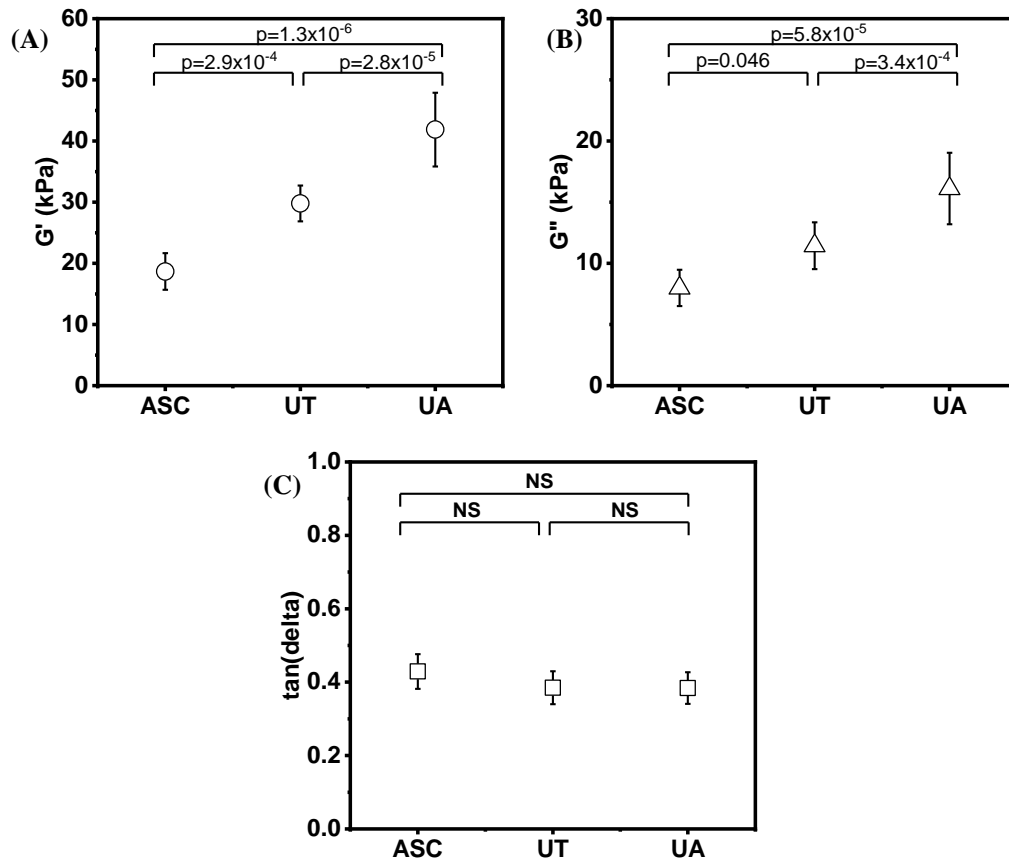 (A)
G' (kPa)
60
50
40
30
20
10
0
p=1.3x10⁻⁶
p=2.9x10⁻⁴ p=2.8x10⁻⁵
ASC UT UA
(B)
G'' (kPa)
30
20
10
0
p=5.8x10⁻⁵
p=0.046 p=3.4x10⁻⁴
ASC UT UA
(C)
tan(delta)
1.0
0.8
0.6
0.4
0.2
0.0
NS
NS NS
ASC UT UA